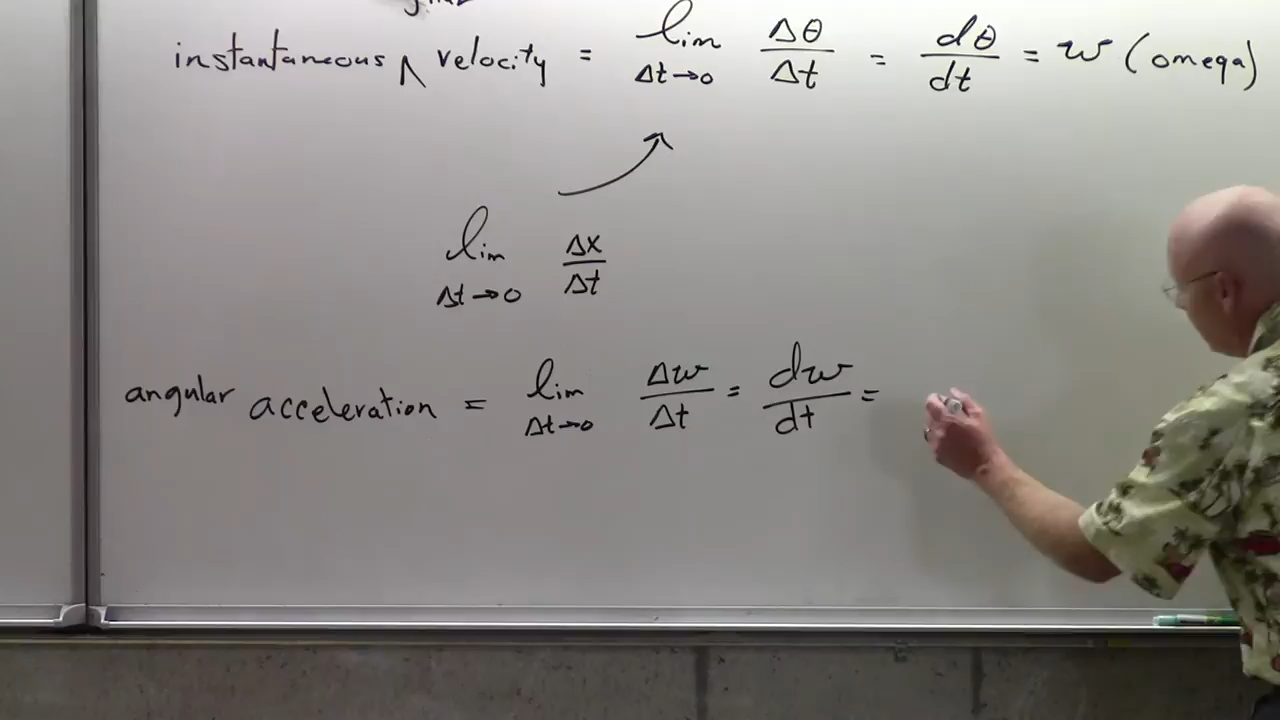 instantaneous ∧ velocity = lim Δt→0 Δθ/Δt = dθ/dt = ω (omega)
lim Δt→0 Δx/Δt
angular acceleration = lim Δt→0 Δω/Δt = dω/dt =